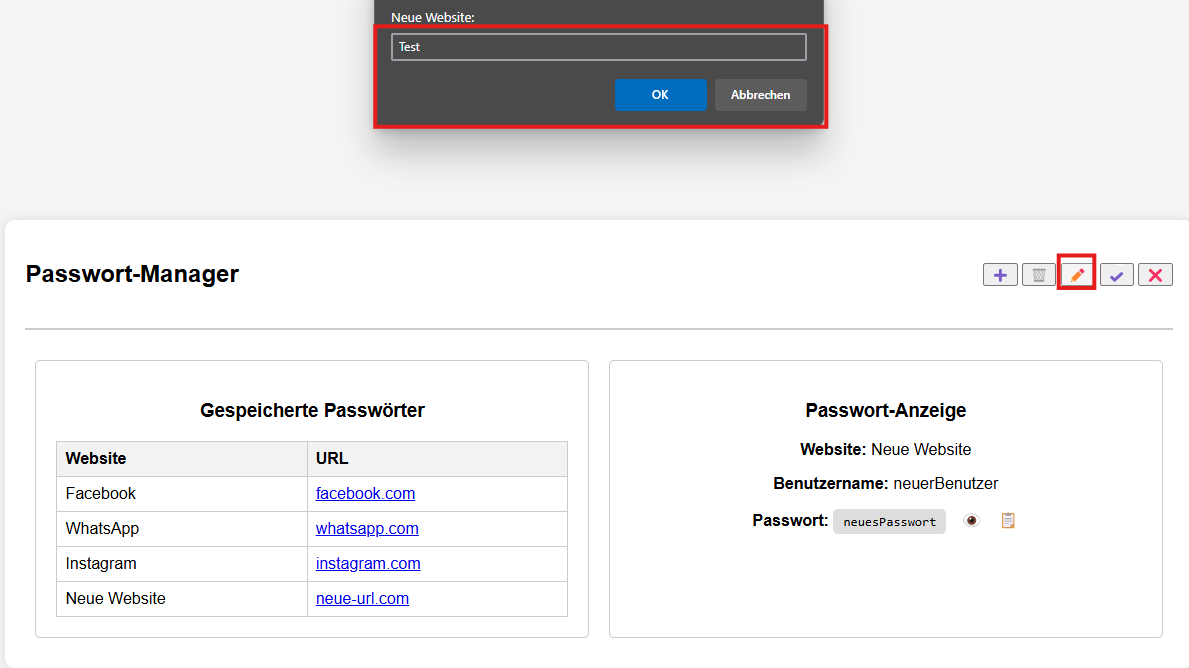 Neue Website:
Test
OK Abbrechen
Passwort-Manager
Gespeicherte Passwörter
Website URL
Facebook facebook.com
WhatsApp whatsapp.com
Instagram instagram.com
Neue Website neue-url.com
Passwort-Anzeige
Website: Neue Website
Benutzername: neuerBenutzer
Passwort: neuesPasswort